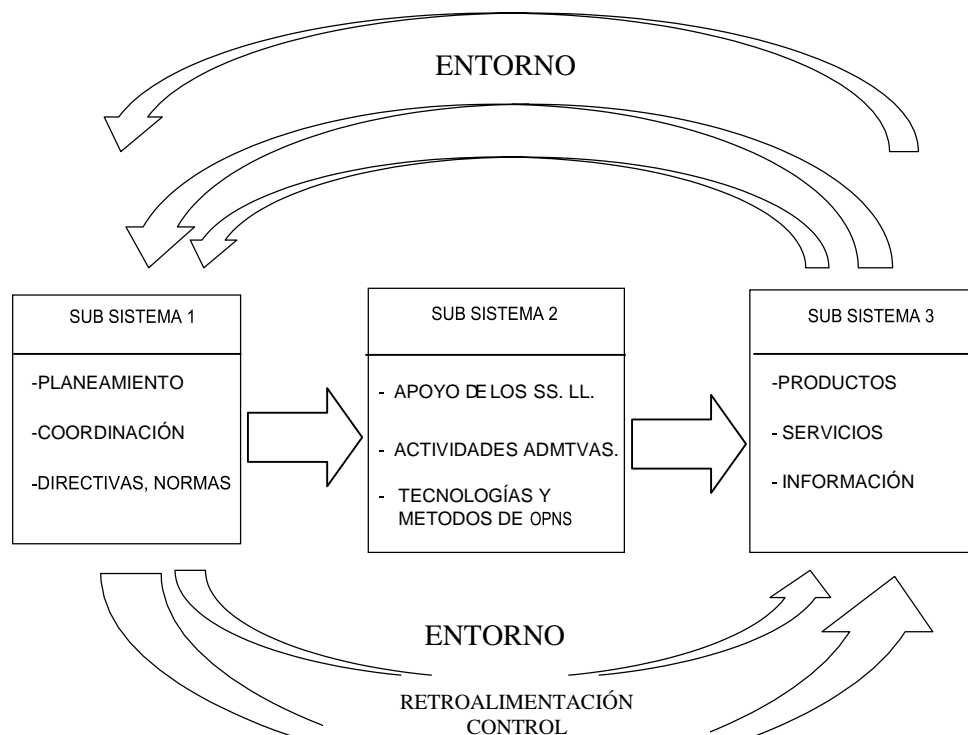 ENTORNO
SUB SISTEMA 1
-PLANEAMIENTO
-COORDINACIÓN
-DIRECTIVAS, NORMAS
SUB SISTEMA 2
- APOYO DE LOS SS. LL.
- ACTIVIDADES ADMTVAS.
- TECNOLOGÍAS Y
METODOS DE OPNS
SUB SISTEMA 3
-PRODUCTOS
- SERVICIOS
- INFORMACIÓN
ENTORNO
RETROALIMENTACIÓN
CONTROL